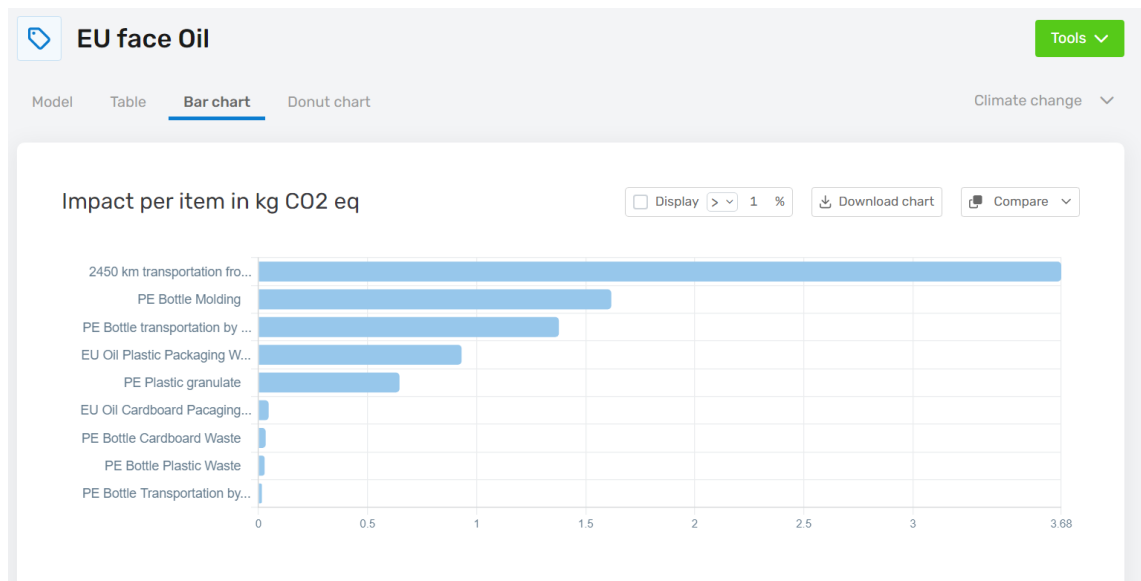 EU face Oil
Tools
Model Table Bar chart Donut chart Climate change
Impact per item in kg CO2 eq
Display > 1 % Download chart Compare
2450 km transportation fro...
PE Bottle Molding
PE Bottle transportation by ...
EU Oil Plastic Packaging W...
PE Plastic granulate
EU Oil Cardboard Pacaging...
PE Bottle Cardboard Waste
PE Bottle Plastic Waste
PE Bottle Transportation by...
0 0.5 1 1.5 2 2.5 3 3.68